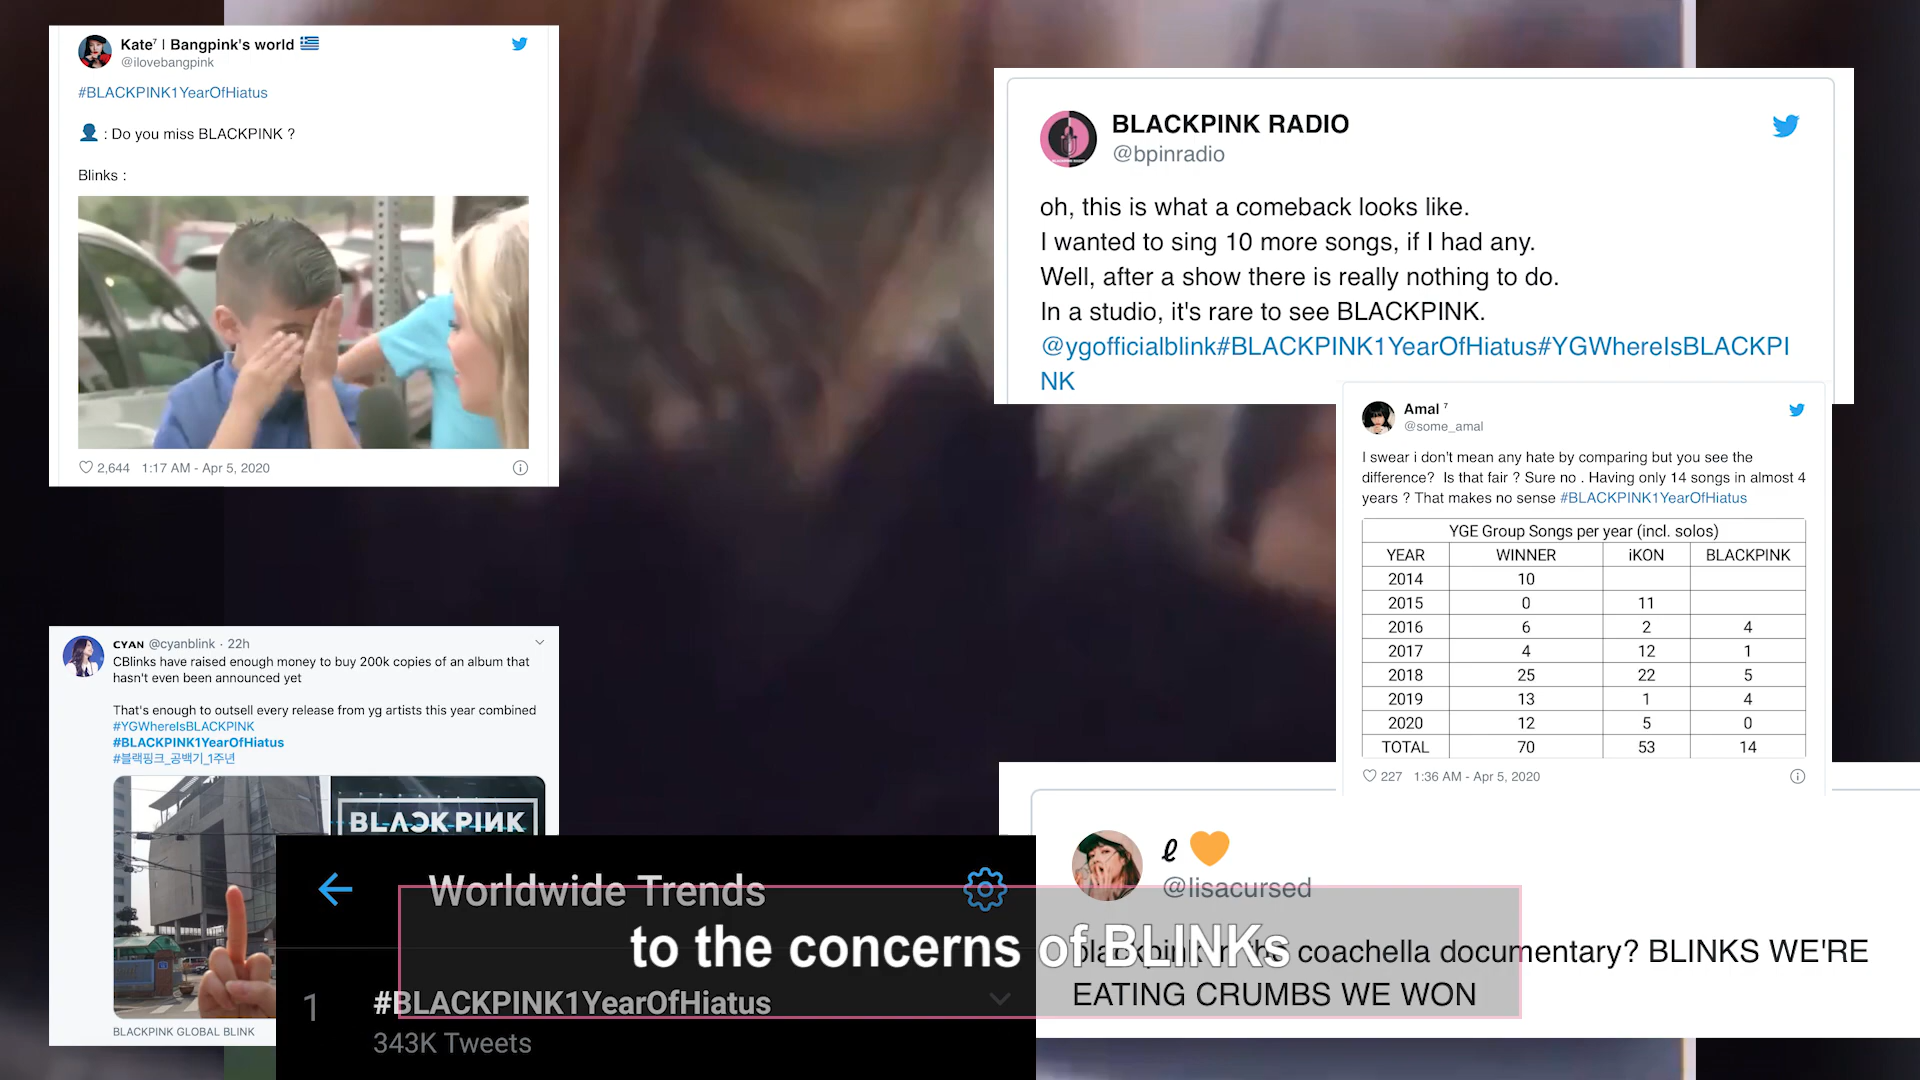 Kate⁷ | Bangpink's world
@ilovebangpink
#BLACKPINK1YearOfHiatus
: Do you miss BLACKPINK ?
Blinks :
2,644 1:17 AM - Apr 5, 2020
BLACKPINK RADIO
@bpinradio
oh, this is what a comeback looks like.
I wanted to sing 10 more songs, if I had any.
Well, after a show there is really nothing to do.
In a studio, it's rare to see BLACKPINK.
@ygofficialblink#BLACKPINK1YearOfHiatus#YGWhereIsBLACKPI
NK
Amal ⁷
@some_amal
I swear i don't mean any hate by comparing but you see the
difference? Is that fair ? Sure no . Having only 14 songs in almost 4
years ? That makes no sense #BLACKPINK1YearOfHiatus
YGE Group Songs per year (incl. solos)
YEAR WINNER iKON BLACKPINK
2014 10
2015 0 11
2016 6 2 4
2017 4 12 1
2018 25 22 5
2019 13 1 4
2020 12 5 0
TOTAL 70 53 14
227 1:36 AM - Apr 5, 2020
CYAN @cyanblink · 22h
CBlinks have raised enough money to buy 200k copies of an album that
hasn't even been announced yet
That's enough to outsell every release from yg artists this year combined
#YGWhereIsBLACKPINK
#BLACKPINK1YearOfHiatus
#블랙핑크_공백기_1주년
BLACKPINK
BLACKPINK GLOBAL BLINK
Worldwide Trends
1 #BLACKPINK1YearOfHiatus
343K Tweets
ℓ
@lisacursed
coachella documentary? BLINKS WE'RE
EATING CRUMBS WE WON
to the concerns of BLINKs